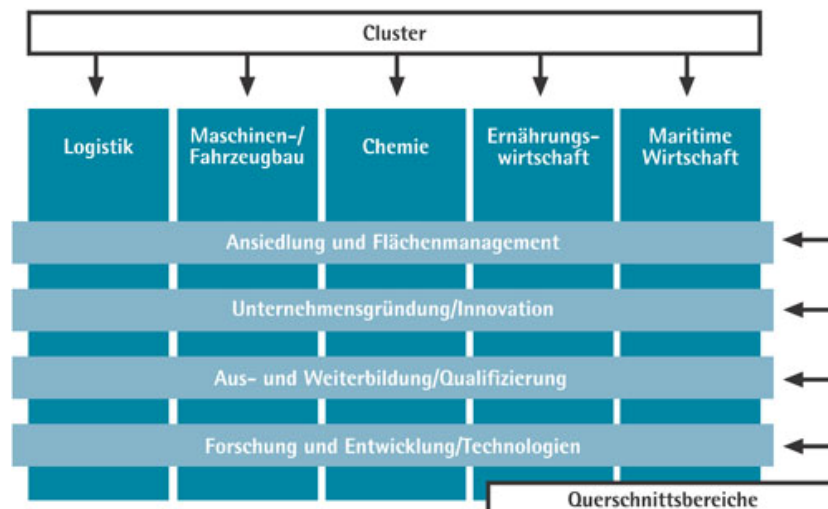 Cluster
Logistik
Maschinen-/
Fahrzeugbau
Chemie
Ernährungs-
wirtschaft
Maritime
Wirtschaft
Ansiedlung und Flächenmanagement
Unternehmensgründung/Innovation
Aus- und Weiterbildung/Qualifizierung
Forschung und Entwicklung/Technologien
Querschnittsbereiche